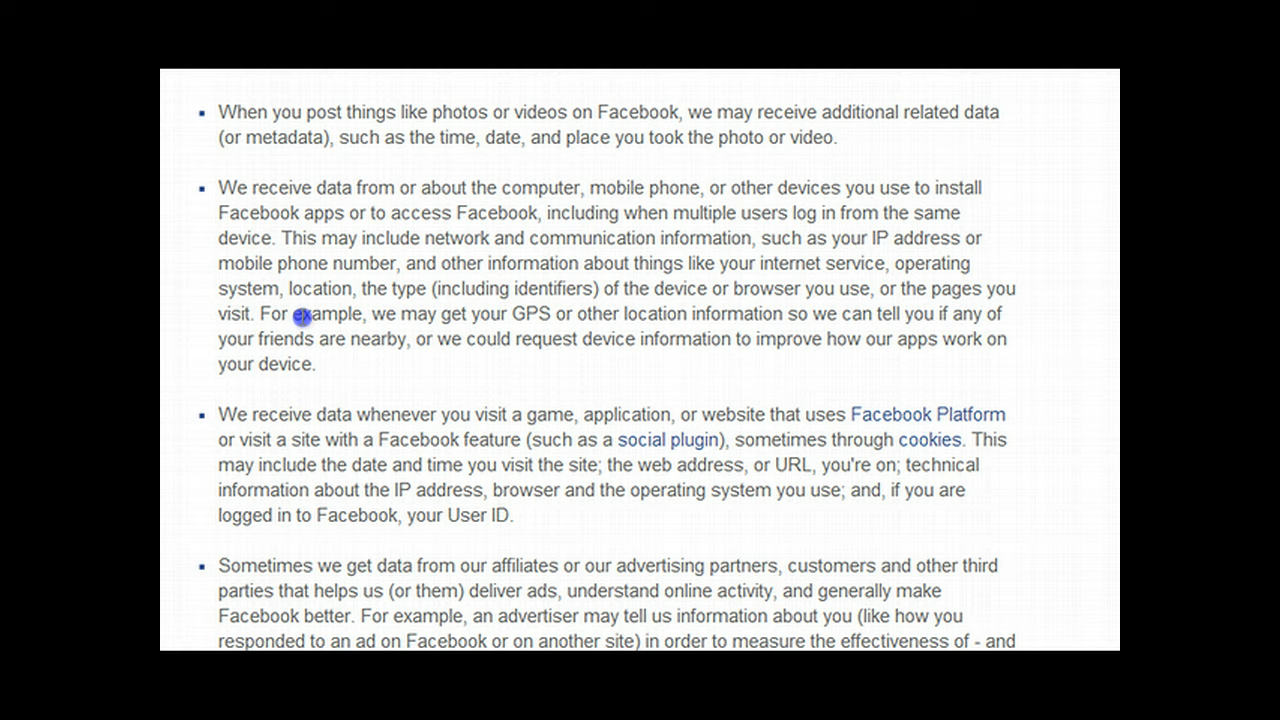 When you post things like photos or videos on Facebook, we may receive additional related data
(or metadata), such as the time, date, and place you took the photo or video.
We receive data from or about the computer, mobile phone, or other devices you use to install
Facebook apps or to access Facebook, including when multiple users log in from the same
device. This may include network and communication information, such as your IP address or
mobile phone number, and other information about things like your internet service, operating
system, location, the type (including identifiers) of the device or browser you use, or the pages you
visit. For example, we may get your GPS or other location information so we can tell you if any of
your friends are nearby, or we could request device information to improve how our apps work on
your device.
We receive data whenever you visit a game, application, or website that uses Facebook Platform
or visit a site with a Facebook feature (such as a social plugin), sometimes through cookies. This
may include the date and time you visit the site; the web address, or URL, you're on; technical
information about the IP address, browser and the operating system you use; and, if you are
logged in to Facebook, your User ID.
Sometimes we get data from our affiliates or our advertising partners, customers and other third
parties that helps us (or them) deliver ads, understand online activity, and generally make
Facebook better. For example, an advertiser may tell us information about you (like how you
responded to an ad on Facebook or on another site) in order to measure the effectiveness of - and